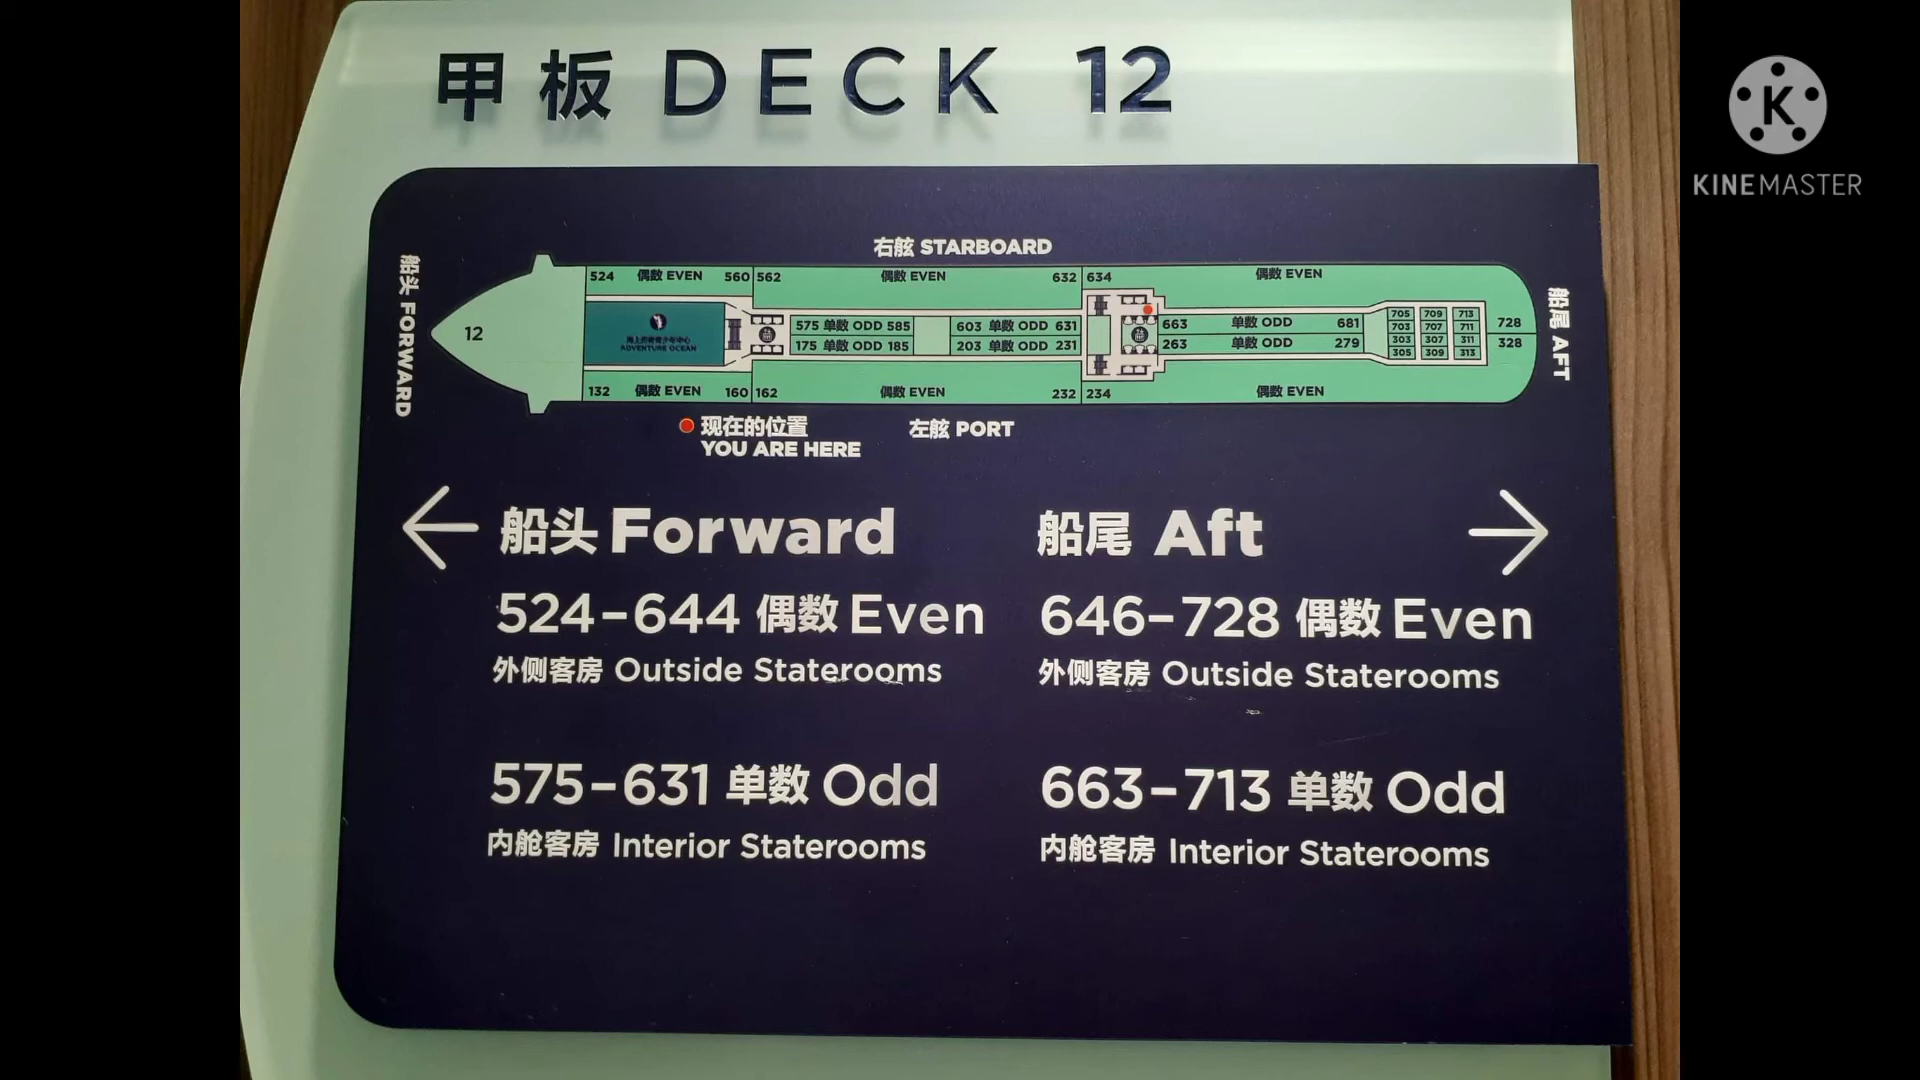 甲板 DECK 12
K
KINEMASTER
右舷 STARBOARD
524 偶数 EVEN 560 562 偶数 EVEN 632 634 偶数 EVEN
船头 FORWARD
船尾 AFT
12
ADVENTURE OCEAN
575 单数 ODD 585 603 单数 ODD 631 663 单数 ODD 681
175 单数 ODD 185 203 单数 ODD 231 263 单数 ODD 279
705 709 713
703 707 711
303 307 311
305 309 313
728
328
132 偶数 EVEN 160 162 偶数 EVEN 232 234 偶数 EVEN
现在的位置
YOU ARE HERE
左舷 PORT
船头 Forward
524-644 偶数 Even
外侧客房 Outside Staterooms
575-631 单数 Odd
内舱客房 Interior Staterooms
船尾 Aft
646-728 偶数 Even
外侧客房 Outside Staterooms
663-713 单数 Odd
内舱客房 Interior Staterooms